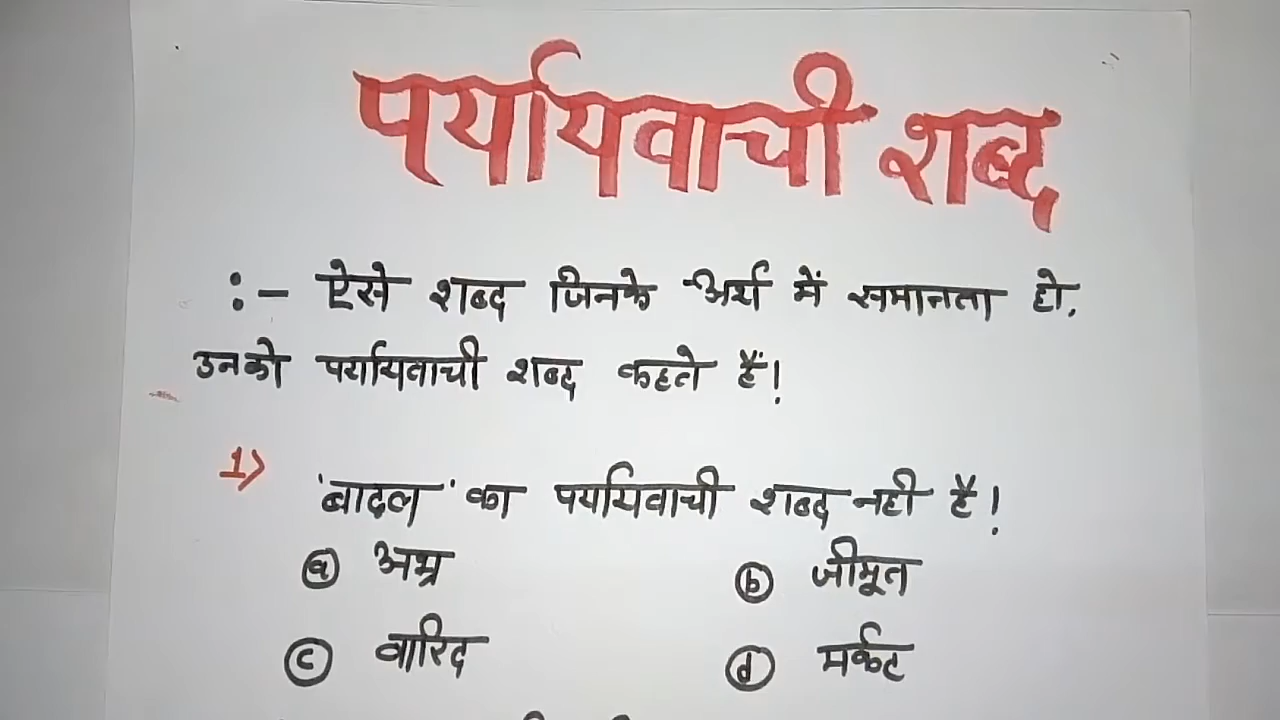 पर्यायवाची शब्द
:- ऐसे शब्द जिनके अर्थ में समानता हो,
उनको पर्यायवाची शब्द कहते हैं!
1> 'बादल' का पर्यायवाची शब्द नही है!
ⓐ अभ्र ⓑ जीमूत
ⓒ वारिद ⓓ मर्कट